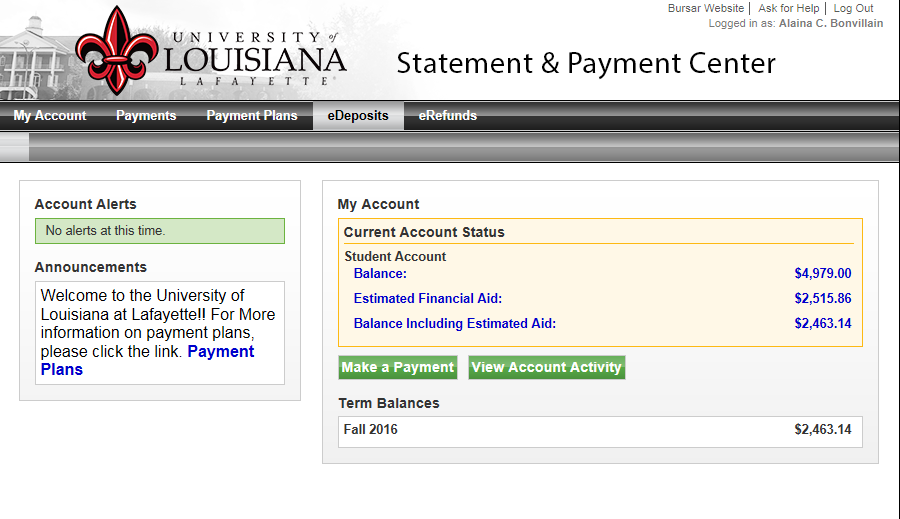 Bursar Website | Ask for Help | Log Out
Logged in as: Alaina C. Bonvillain
UNIVERSITY of
LOUISIANA
LAFAYETTE
Statement & Payment Center
My Account Payments Payment Plans eDeposits eRefunds
Account Alerts
No alerts at this time.
Announcements
Welcome to the University of
Louisiana at Lafayette!! For More
information on payment plans,
please click the link. Payment
Plans
My Account
Current Account Status
Student Account
Balance: $4,979.00
Estimated Financial Aid: $2,515.86
Balance Including Estimated Aid: $2,463.14
Make a Payment View Account Activity
Term Balances
Fall 2016 $2,463.14